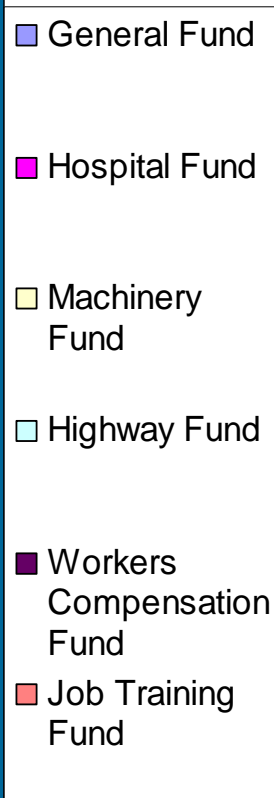 General Fund
Hospital Fund
Machinery
Fund
Highway Fund
Workers
Compensation
Fund
Job Training
Fund